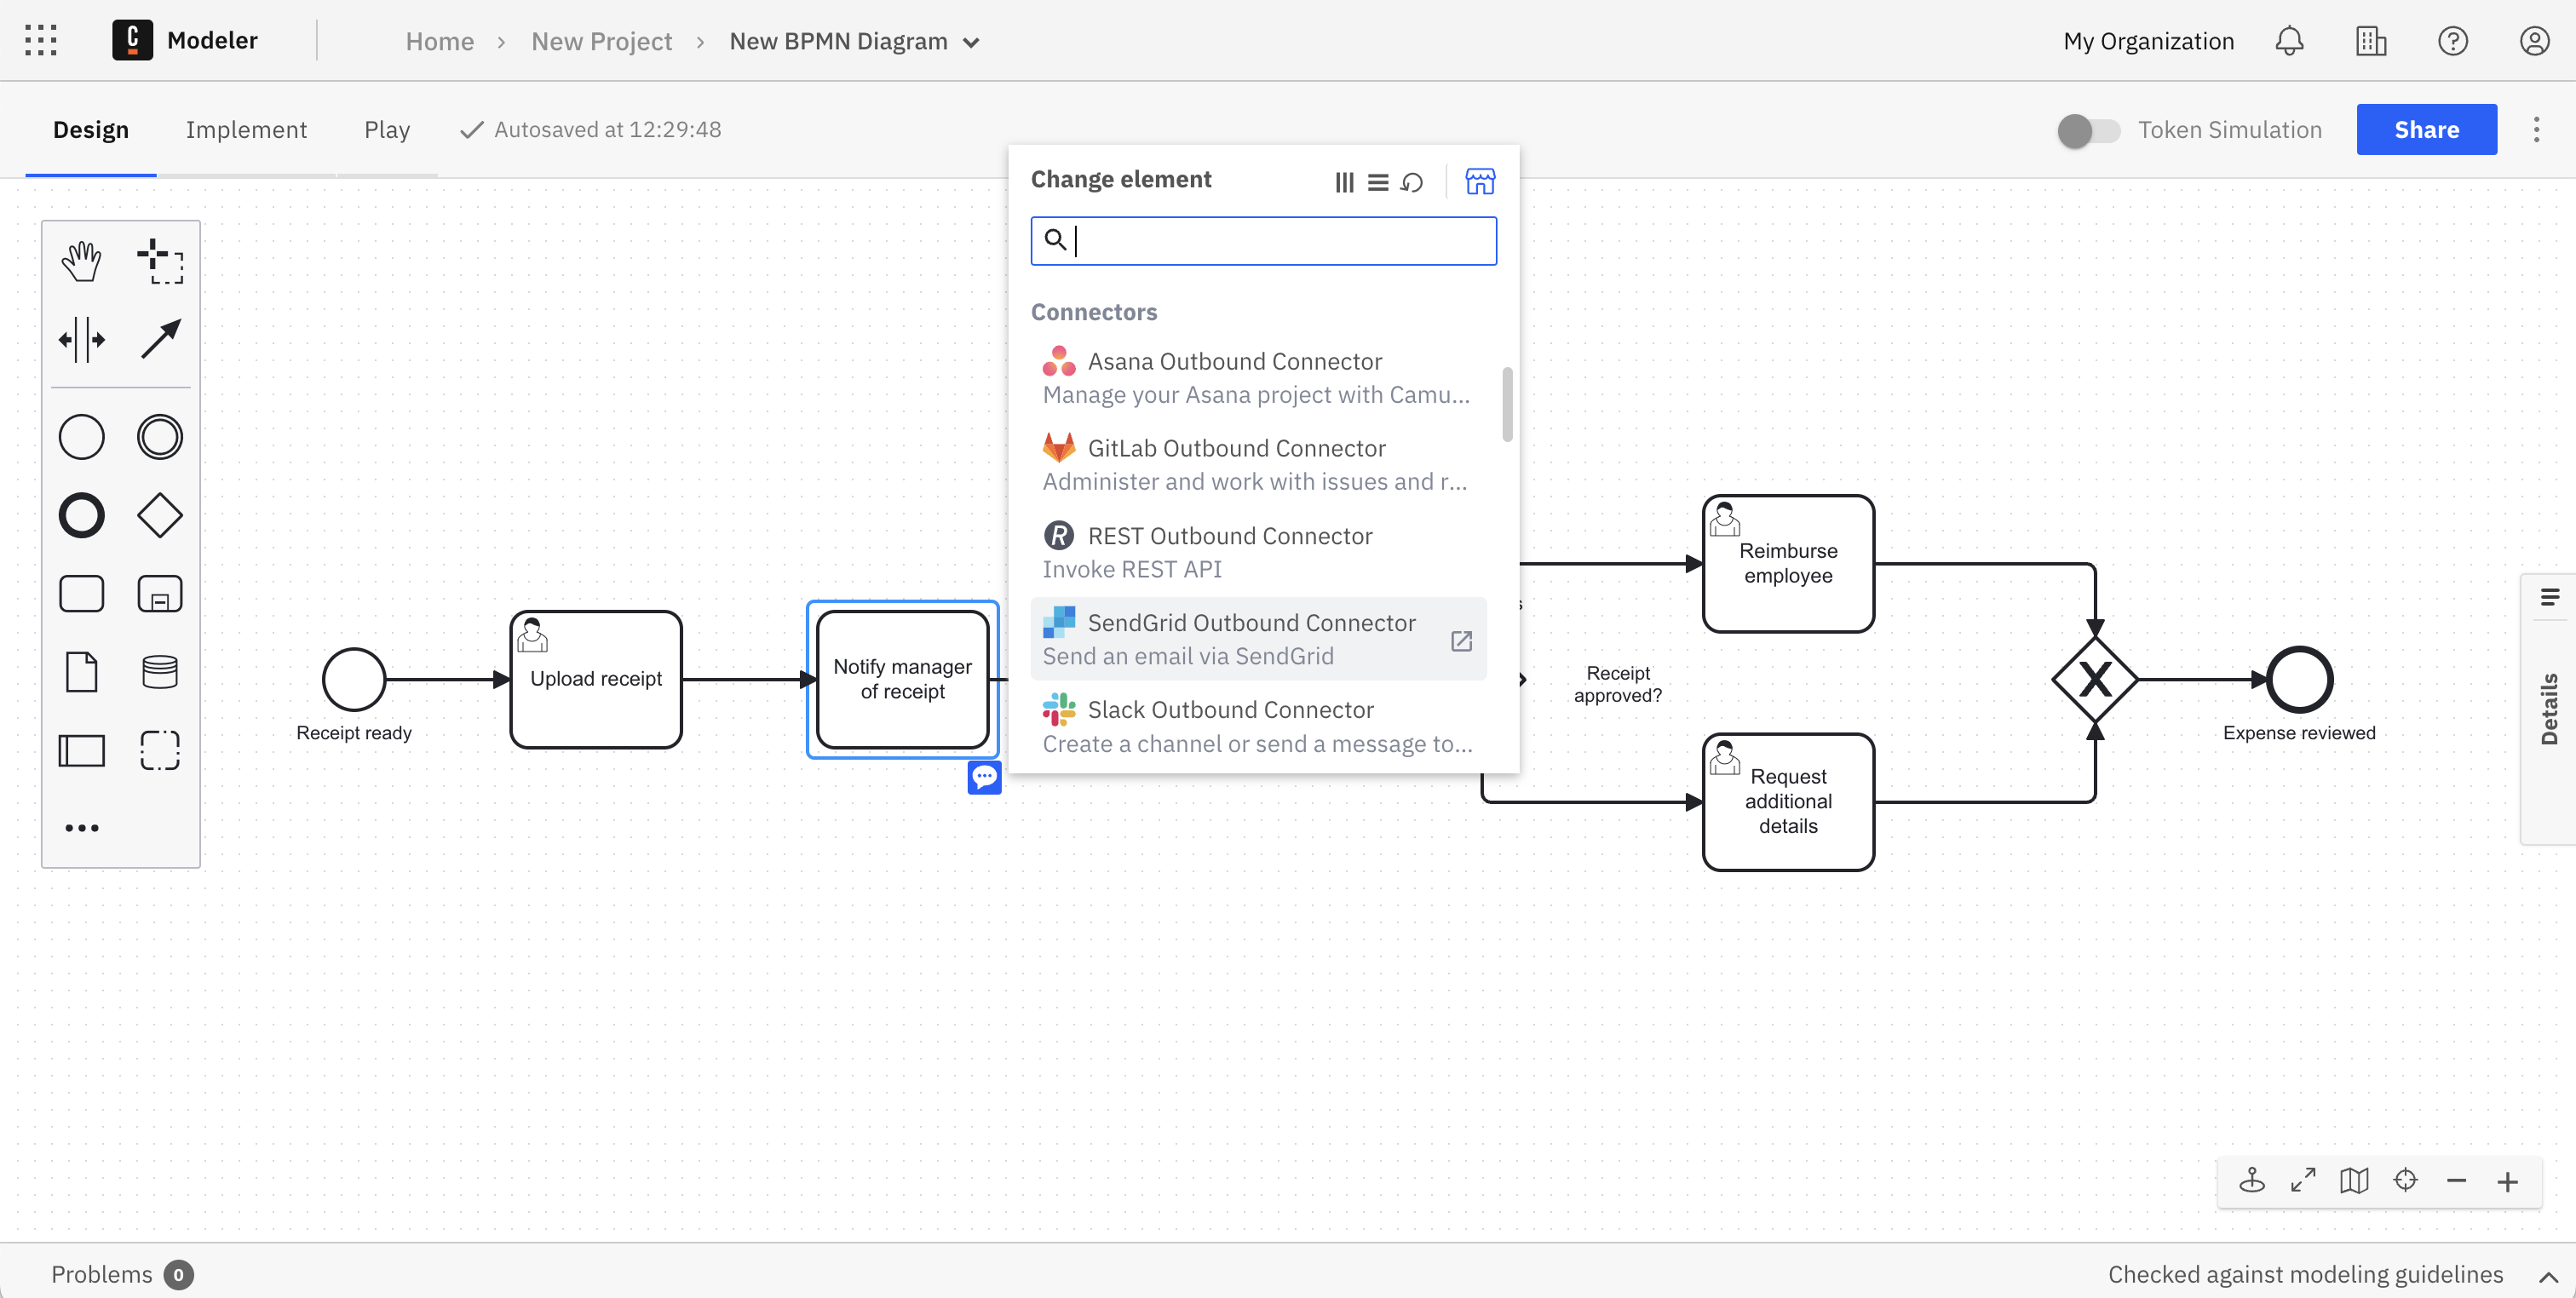 Modeler
Home > New Project > New BPMN Diagram
My Organization
Design
Implement
Play
Autosaved at 12:29:48
Token Simulation
Share
Change element
Connectors
Asana Outbound Connector
Manage your Asana project with Camu...
GitLab Outbound Connector
Administer and work with issues and r...
REST Outbound Connector
Invoke REST API
SendGrid Outbound Connector
Send an email via SendGrid
Slack Outbound Connector
Create a channel or send a message to...
Receipt ready
Upload receipt
Notify manager
of receipt
Receipt
approved?
Reimburse
employee
Request
additional
details
Expense reviewed
Details
Problems 0
Checked against modeling guidelines